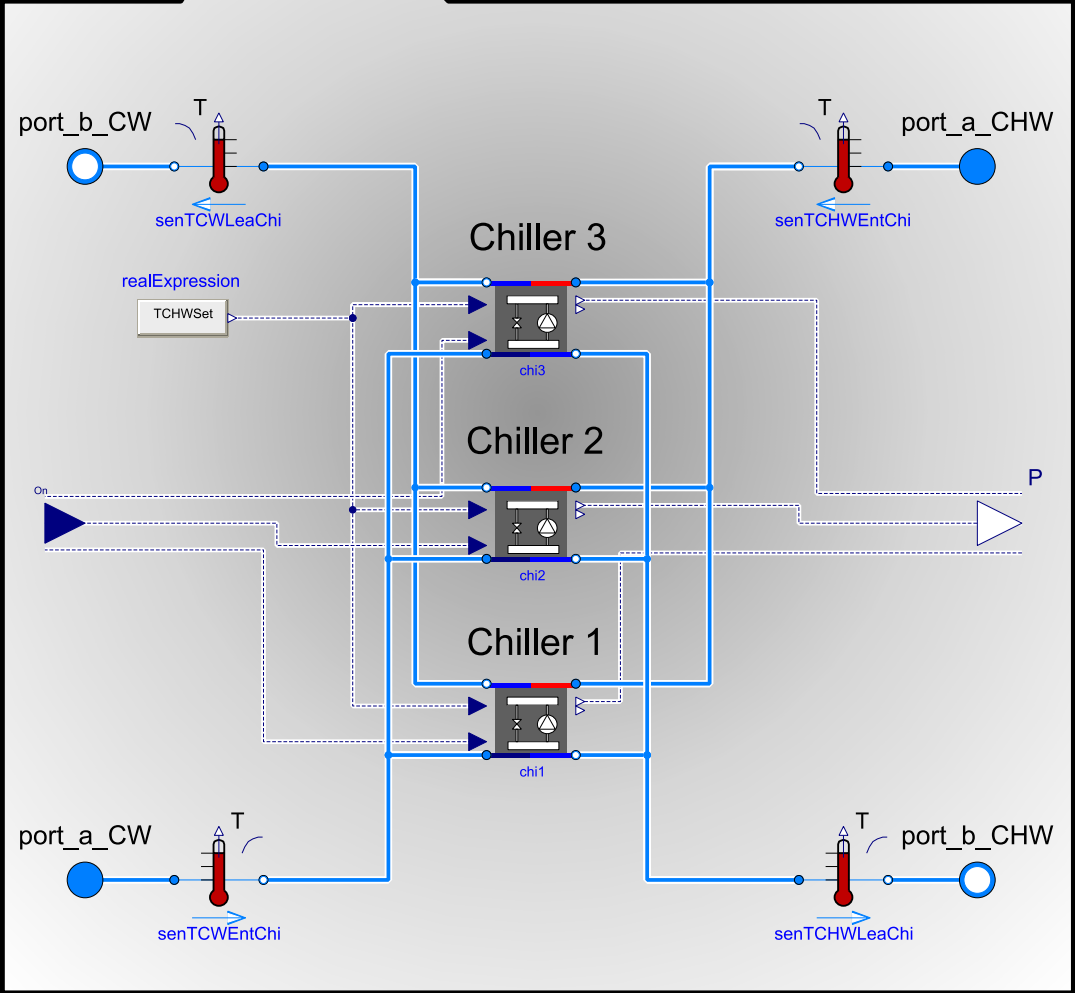 T
T
port_b_CW
port_a_CHW
senTCWLeaChi
senTCHWEntChi
Chiller 3
realExpression
TCHWSet
chi3
Chiller 2
On
P
chi2
Chiller 1
chi1
T
T
port_a_CW
port_b_CHW
senTCWEntChi
senTCHWLeaChi